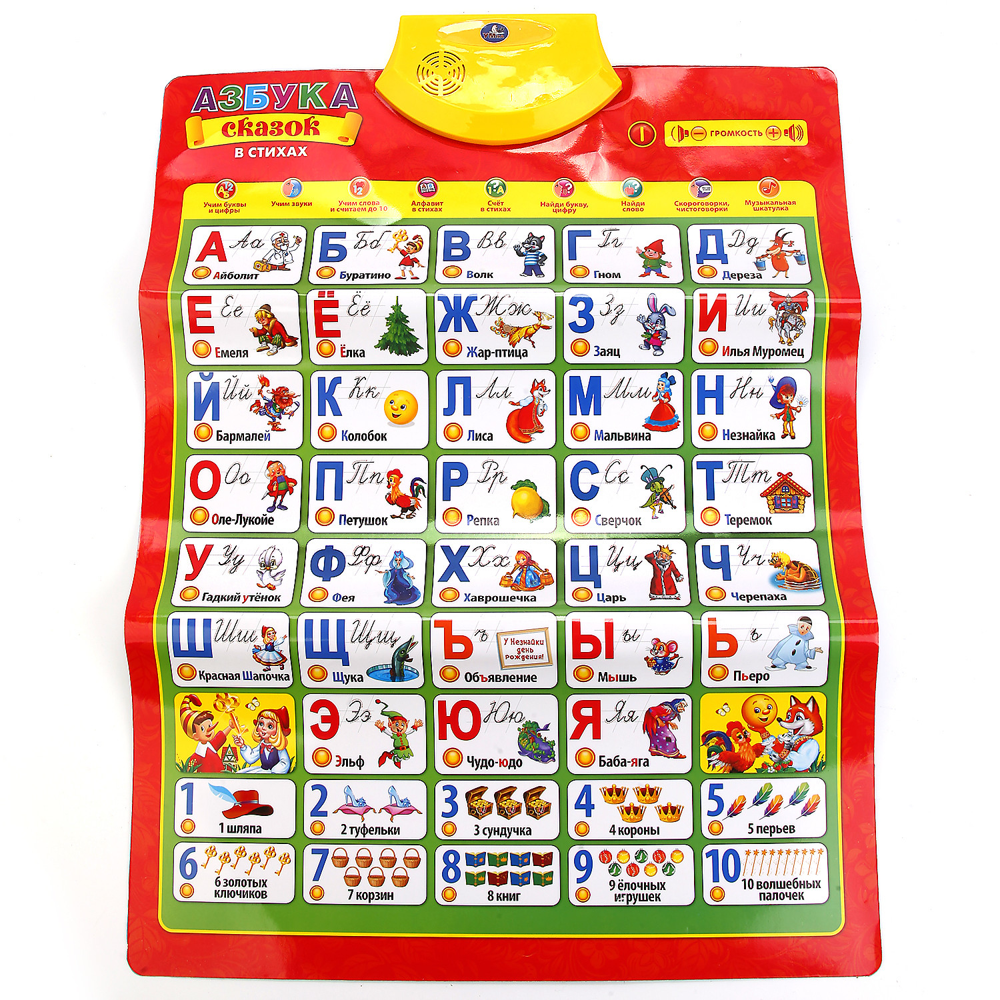 УМка
АЗБУКА
сказок
В СТИХАХ
ГРОМКОСТЬ
Учим буквы
и цифры
Учим звуки
Учим слова
и считаем до 10
Алфавит
в стихах
Счёт
в стихах
Найди букву,
цифру
Найди
слово
Скороговорки,
чистоговорки
Музыкальная
шкатулка
А Аа
Айболит
Б Бб
Буратино
В Вв
Волк
Г Гг
Гном
Д Дд
Дереза
Е Ее
Емеля
Ё Ёё
Ёлка
Ж Жж
Жар-птица
З Зз
Заяц
И Ии
Илья Муромец
Й Йй
Бармалей
К Кк
Колобок
Л Лл
Лиса
М Мм
Мальвина
Н Нн
Незнайка
О Оо
Оле-Лукойе
П Пп
Петушок
Р Рр
Репка
С Сс
Сверчок
Т Тт
Теремок
У Уу
Гадкий утёнок
Ф Фф
Фея
Х Хх
Хаврошечка
Ц Цц
Царь
Ч Чч
Черепаха
Ш Шш
Красная Шапочка
Щ Щщ
Щука
Ъ ъ
У Незнайки
день
рождения!
Объявление
Ы ы
Мышь
Ь ь
Пьеро
Э Ээ
Эльф
Ю Юю
Чудо-юдо
Я Яя
Баба-яга
1
1 шляпа
2
2 туфельки
3
3 сундучка
4
4 короны
5
5 перьев
6
6 золотых
ключиков
7
7 корзин
8
8 книг
9
9 ёлочных
игрушек
10
10 волшебных
палочек